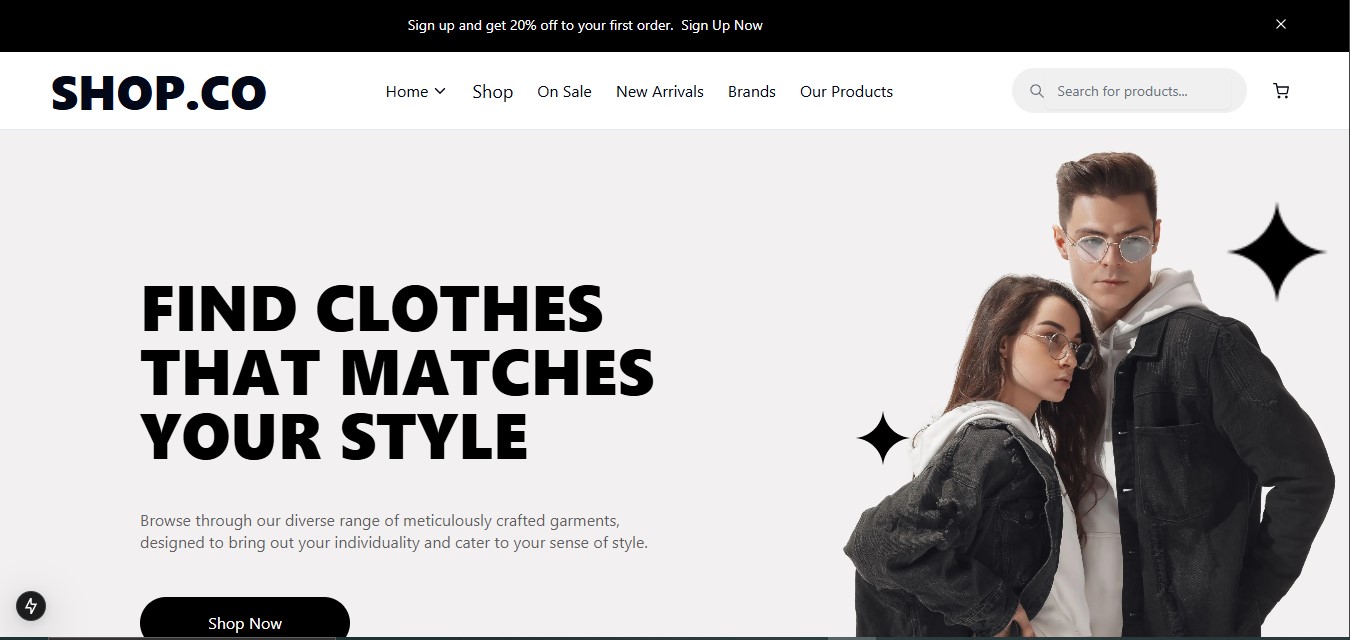 Sign up and get 20% off to your first order. Sign Up Now
SHOP.CO
Home Shop On Sale New Arrivals Brands Our Products
Search for products...
FIND CLOTHES
THAT MATCHES
YOUR STYLE
Browse through our diverse range of meticulously crafted garments,
designed to bring out your individuality and cater to your sense of style.
Shop Now